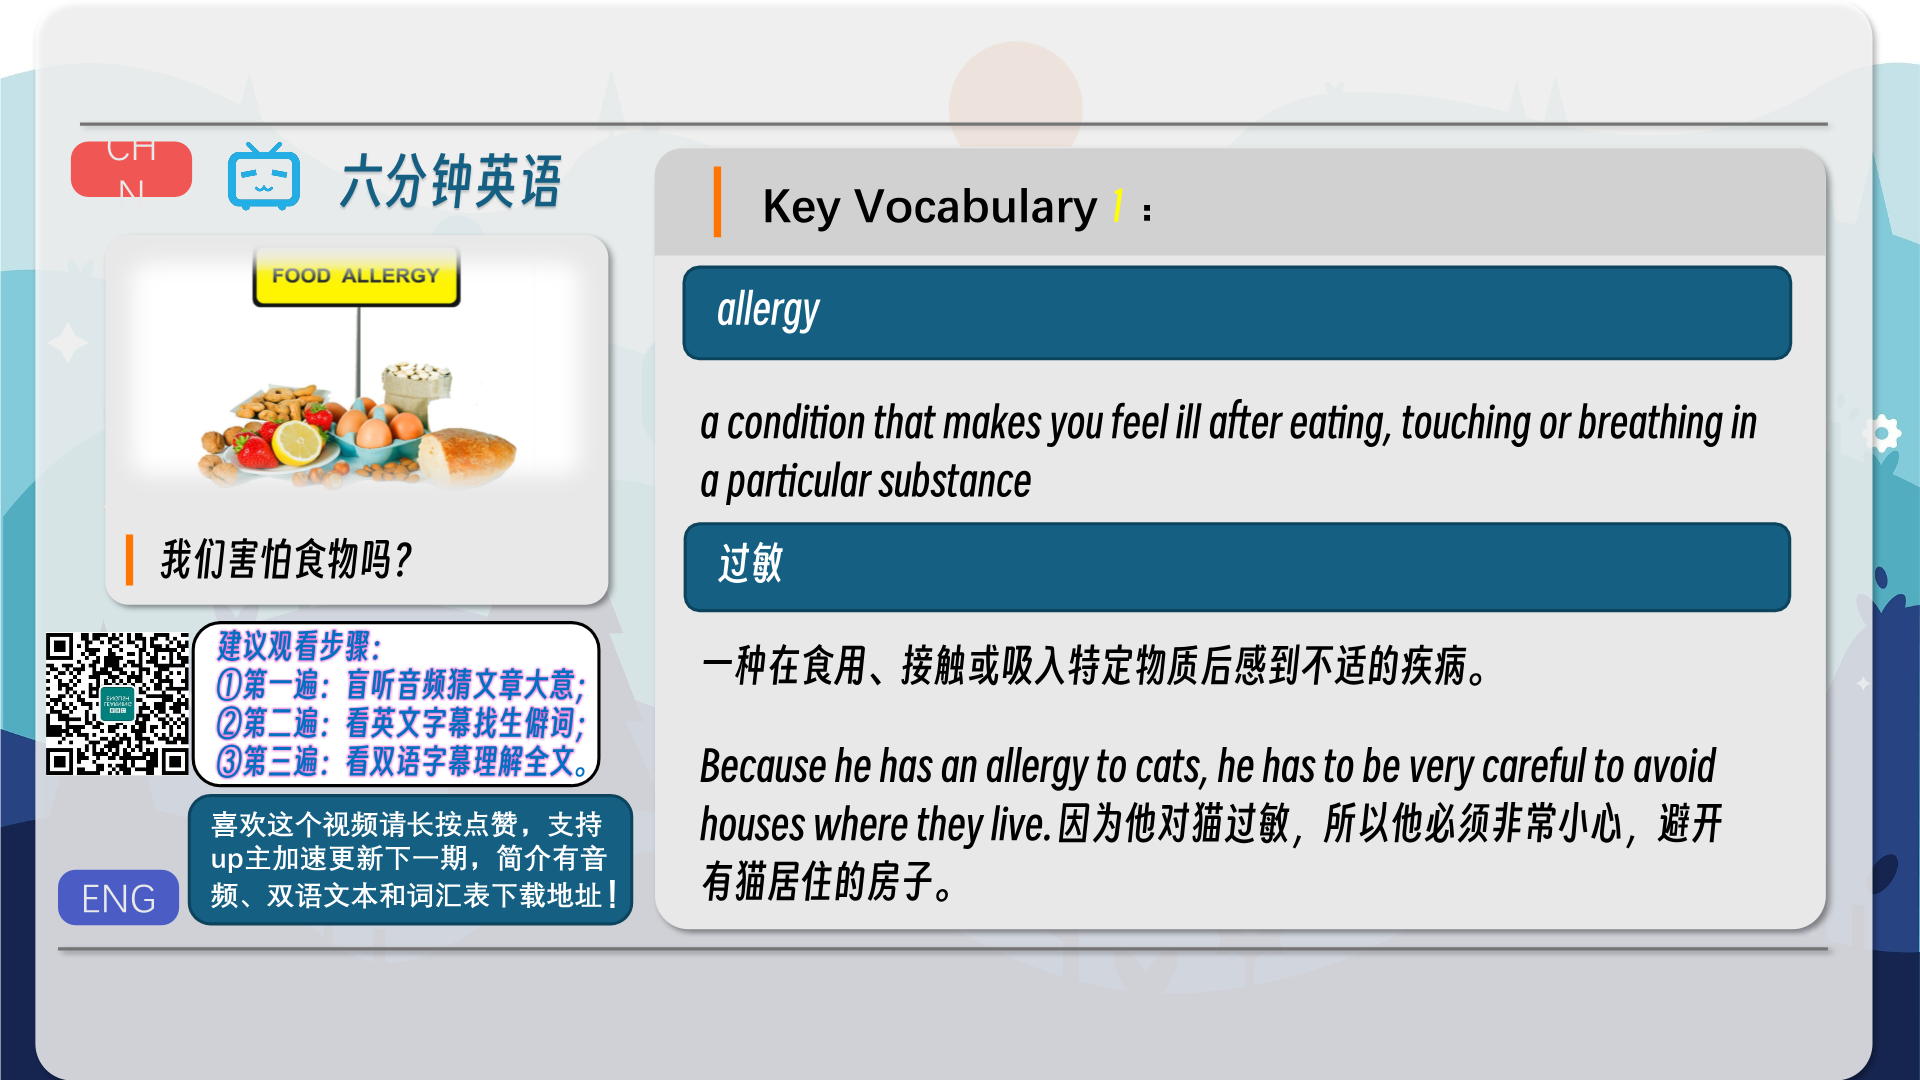 CH
N
六分钟英语
FOOD ALLERGY
我们害怕食物吗?
建议观看步骤:
①第一遍: 盲听音频猜文章大意;
②第二遍: 看英文字幕找生僻词;
③第三遍: 看双语字幕理解全文。
喜欢这个视频请长按点赞，支持
up主加速更新下一期，简介有音
频、双语文本和词汇表下载地址！
ENG
Key Vocabulary 1 :
allergy
a condition that makes you feel ill after eating, touching or breathing in
a particular substance
过敏
一种在食用、接触或吸入特定物质后感到不适的疾病。
Because he has an allergy to cats, he has to be very careful to avoid
houses where they live. 因为他对猫过敏，所以他必须非常小心，避开
有猫居住的房子。